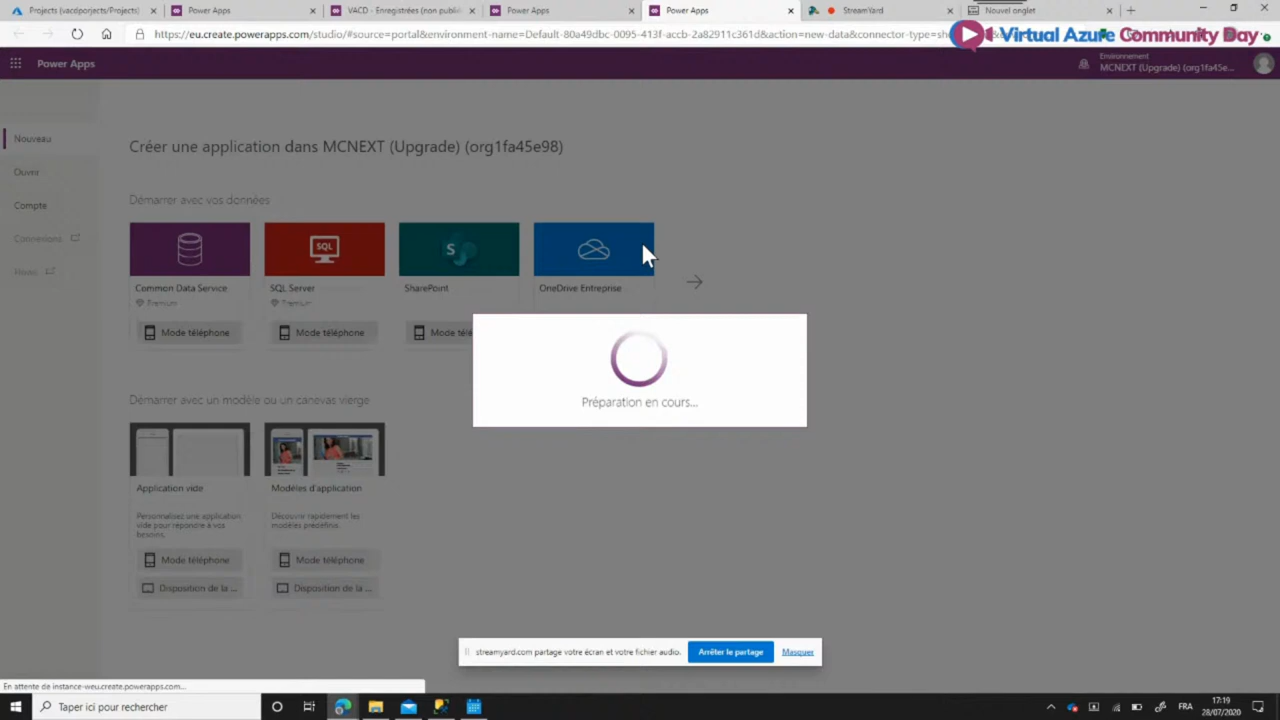 Projects (vacdporjects/Projects)
Power Apps
VACD - Enregistrées (non publié
Power Apps
Power Apps
StreamYard
Nouvel onglet
https://eu.create.powerapps.com/studio/#source=portal&environment-name=Default-80a49dbc-0095-413f-accb-2a82911c361d&action=new-data&connector-type=sh
Virtual Azure Community Day
Power Apps
Environnement
MCNEXT (Upgrade) (org1fa45e...
Nouveau
Ouvrir
Compte
Connexions
Créer une application dans MCNEXT (Upgrade) (org1fa45e98)
Démarrer avec vos données
SQL
S
Common Data Service
Premium
SQL Server
Premium
SharePoint
OneDrive Entreprise
Mode téléphone
Mode téléphone
Mode télé
Préparation en cours...
Démarrer avec un modèle ou un canevas vierge
Application vide
Personnalisez une application
vide pour répondre à vos
besoins.
Mode téléphone
Disposition de la ...
Modèles d'application
Découvrir rapidement les
modèles prédéfinis.
Mode téléphone
Disposition de la ...
streamyard.com partage votre écran et votre fichier audio.
Arrêter le partage
Masquer
En attente de instance-weu.create.powerapps.com...
Taper ici pour rechercher
FRA
17:19
28/07/2020